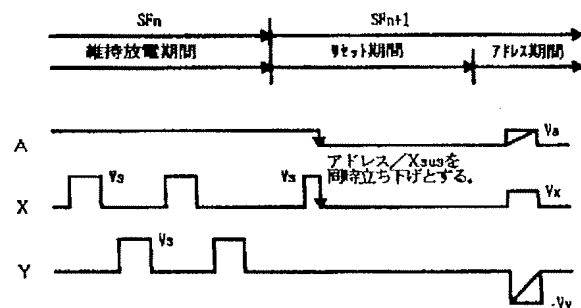 SFn SFn+1
維持放電期間 リセット期間 アドレス期間
A Va
アドレス/Xsusを
同時立ち下げとする。
X Vs Vs Vx
Y Vs
-Vy